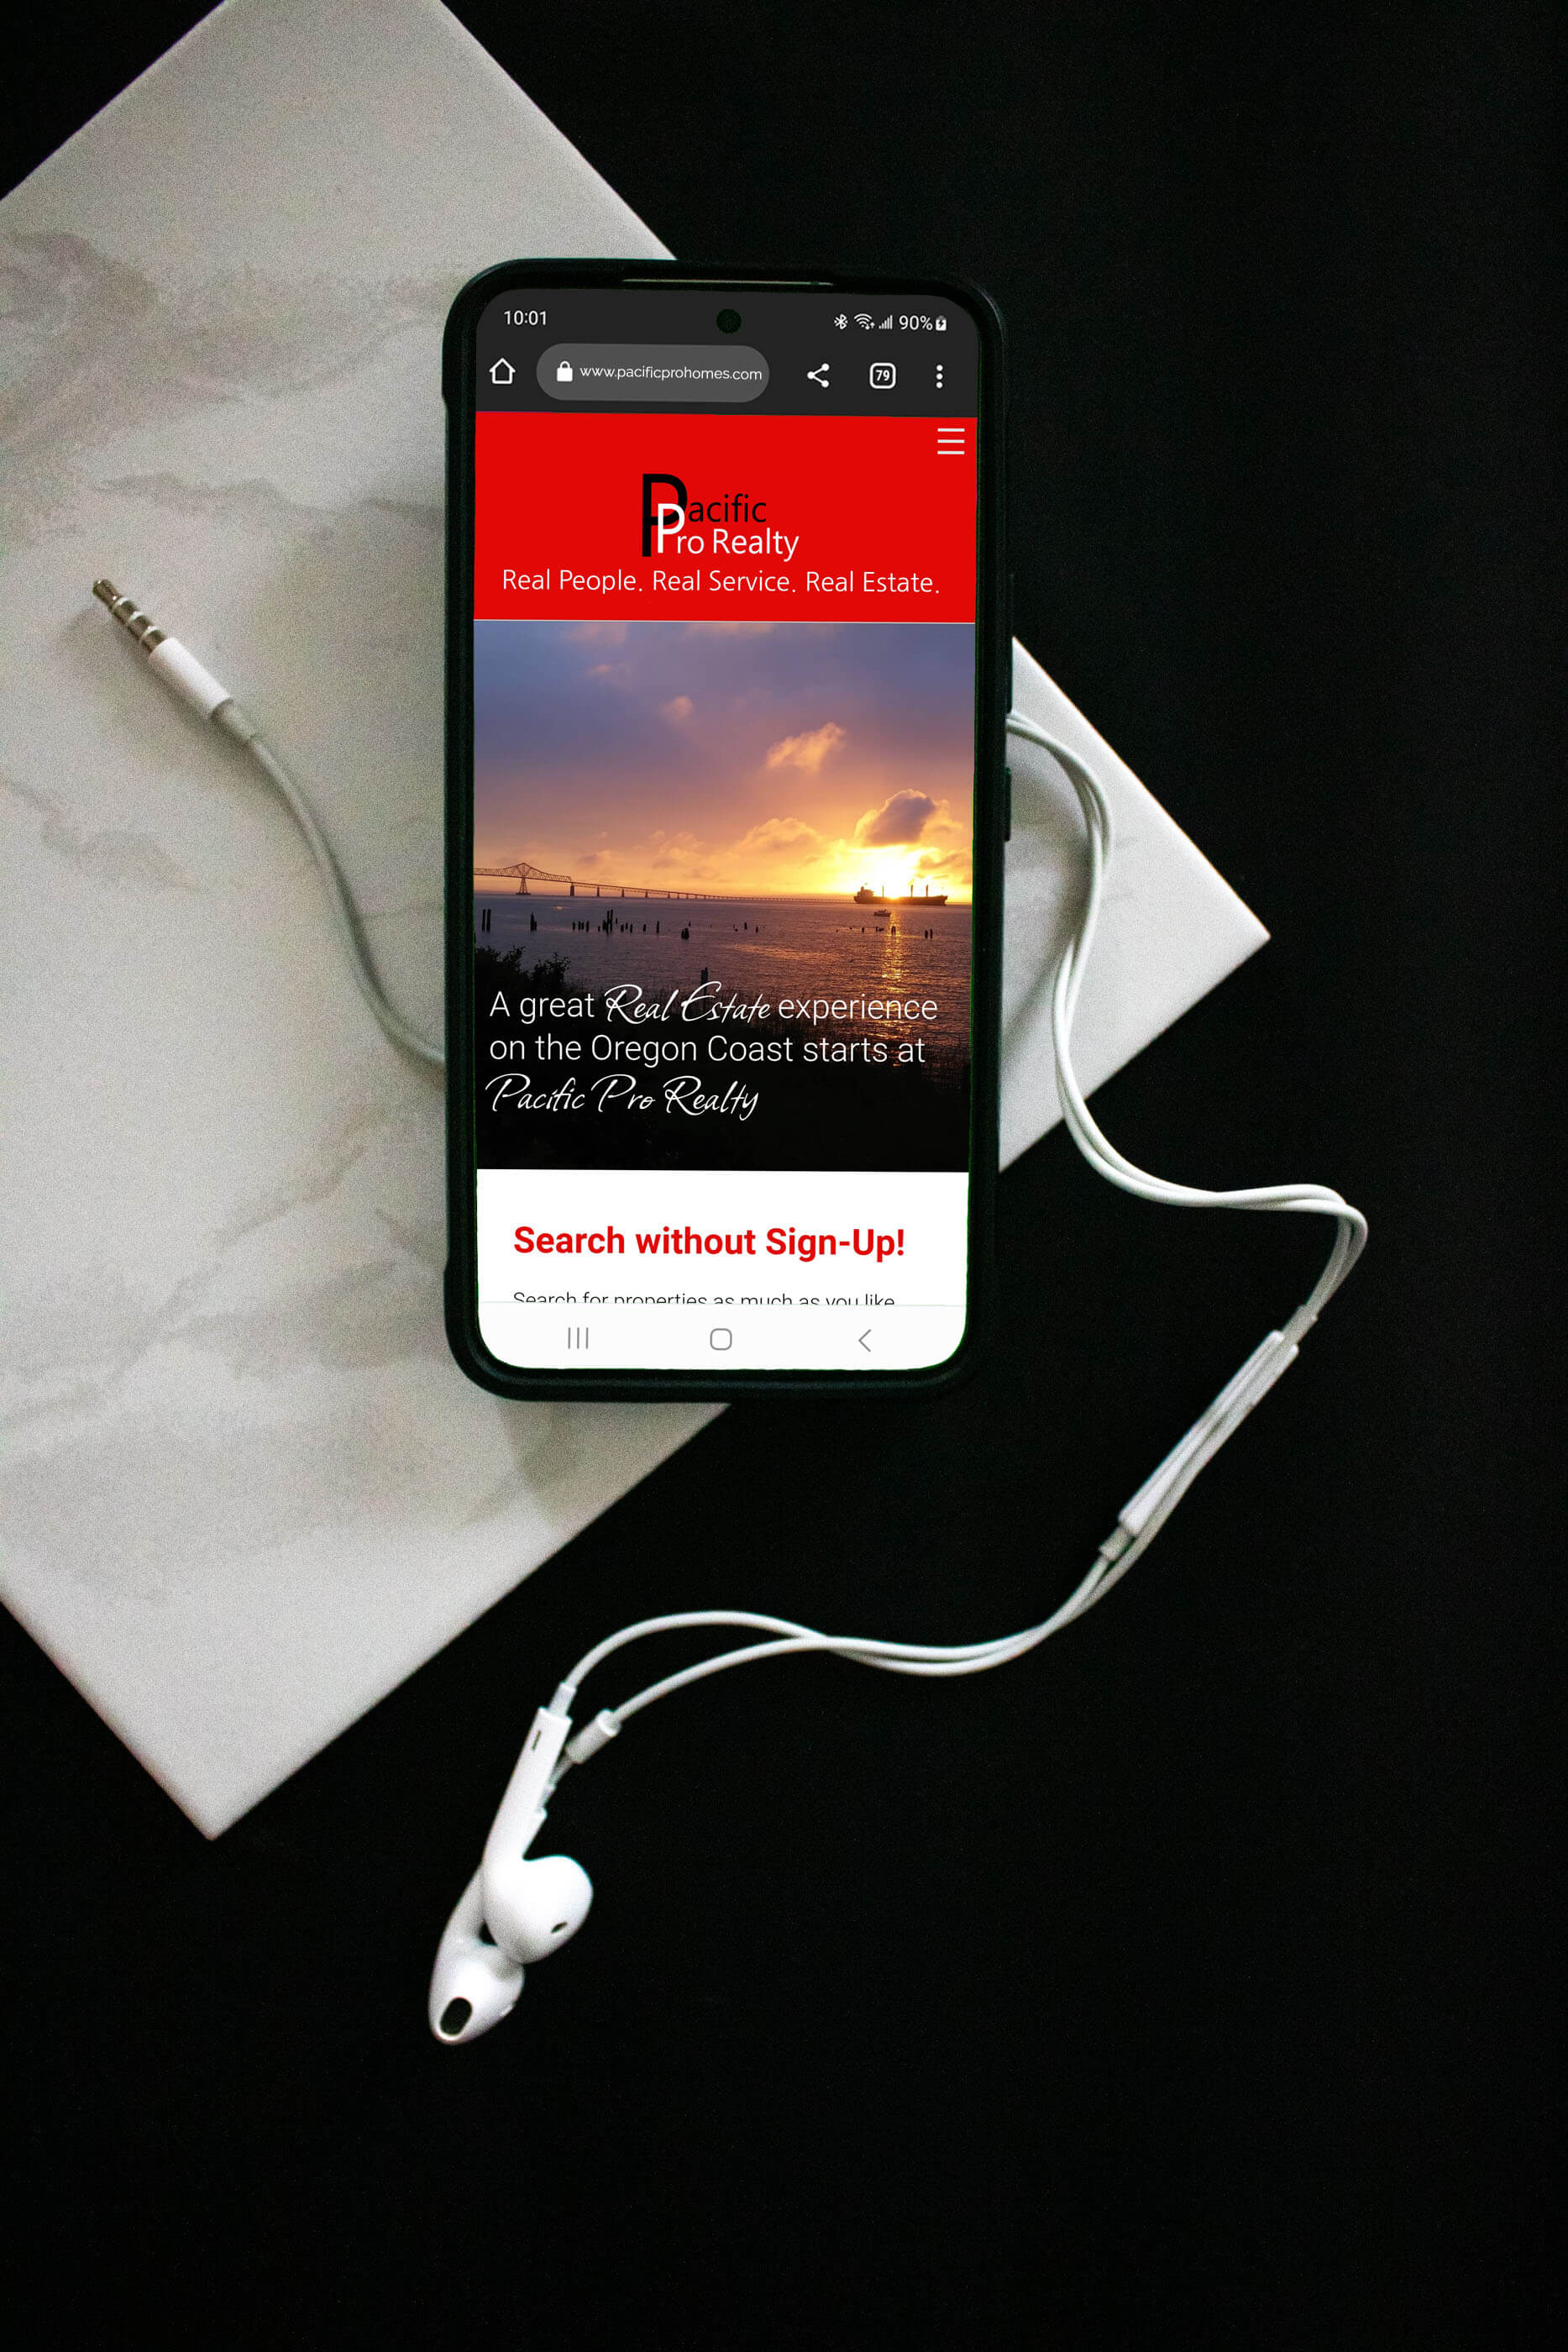 10:01 90%
www.pacificprohomes.com 79
Pacific
Pro Realty
Real People. Real Service. Real Estate.
A great Real Estate experience
on the Oregon Coast starts at
Pacific Pro Realty
Search without Sign-Up!
Search for properties as much as you like